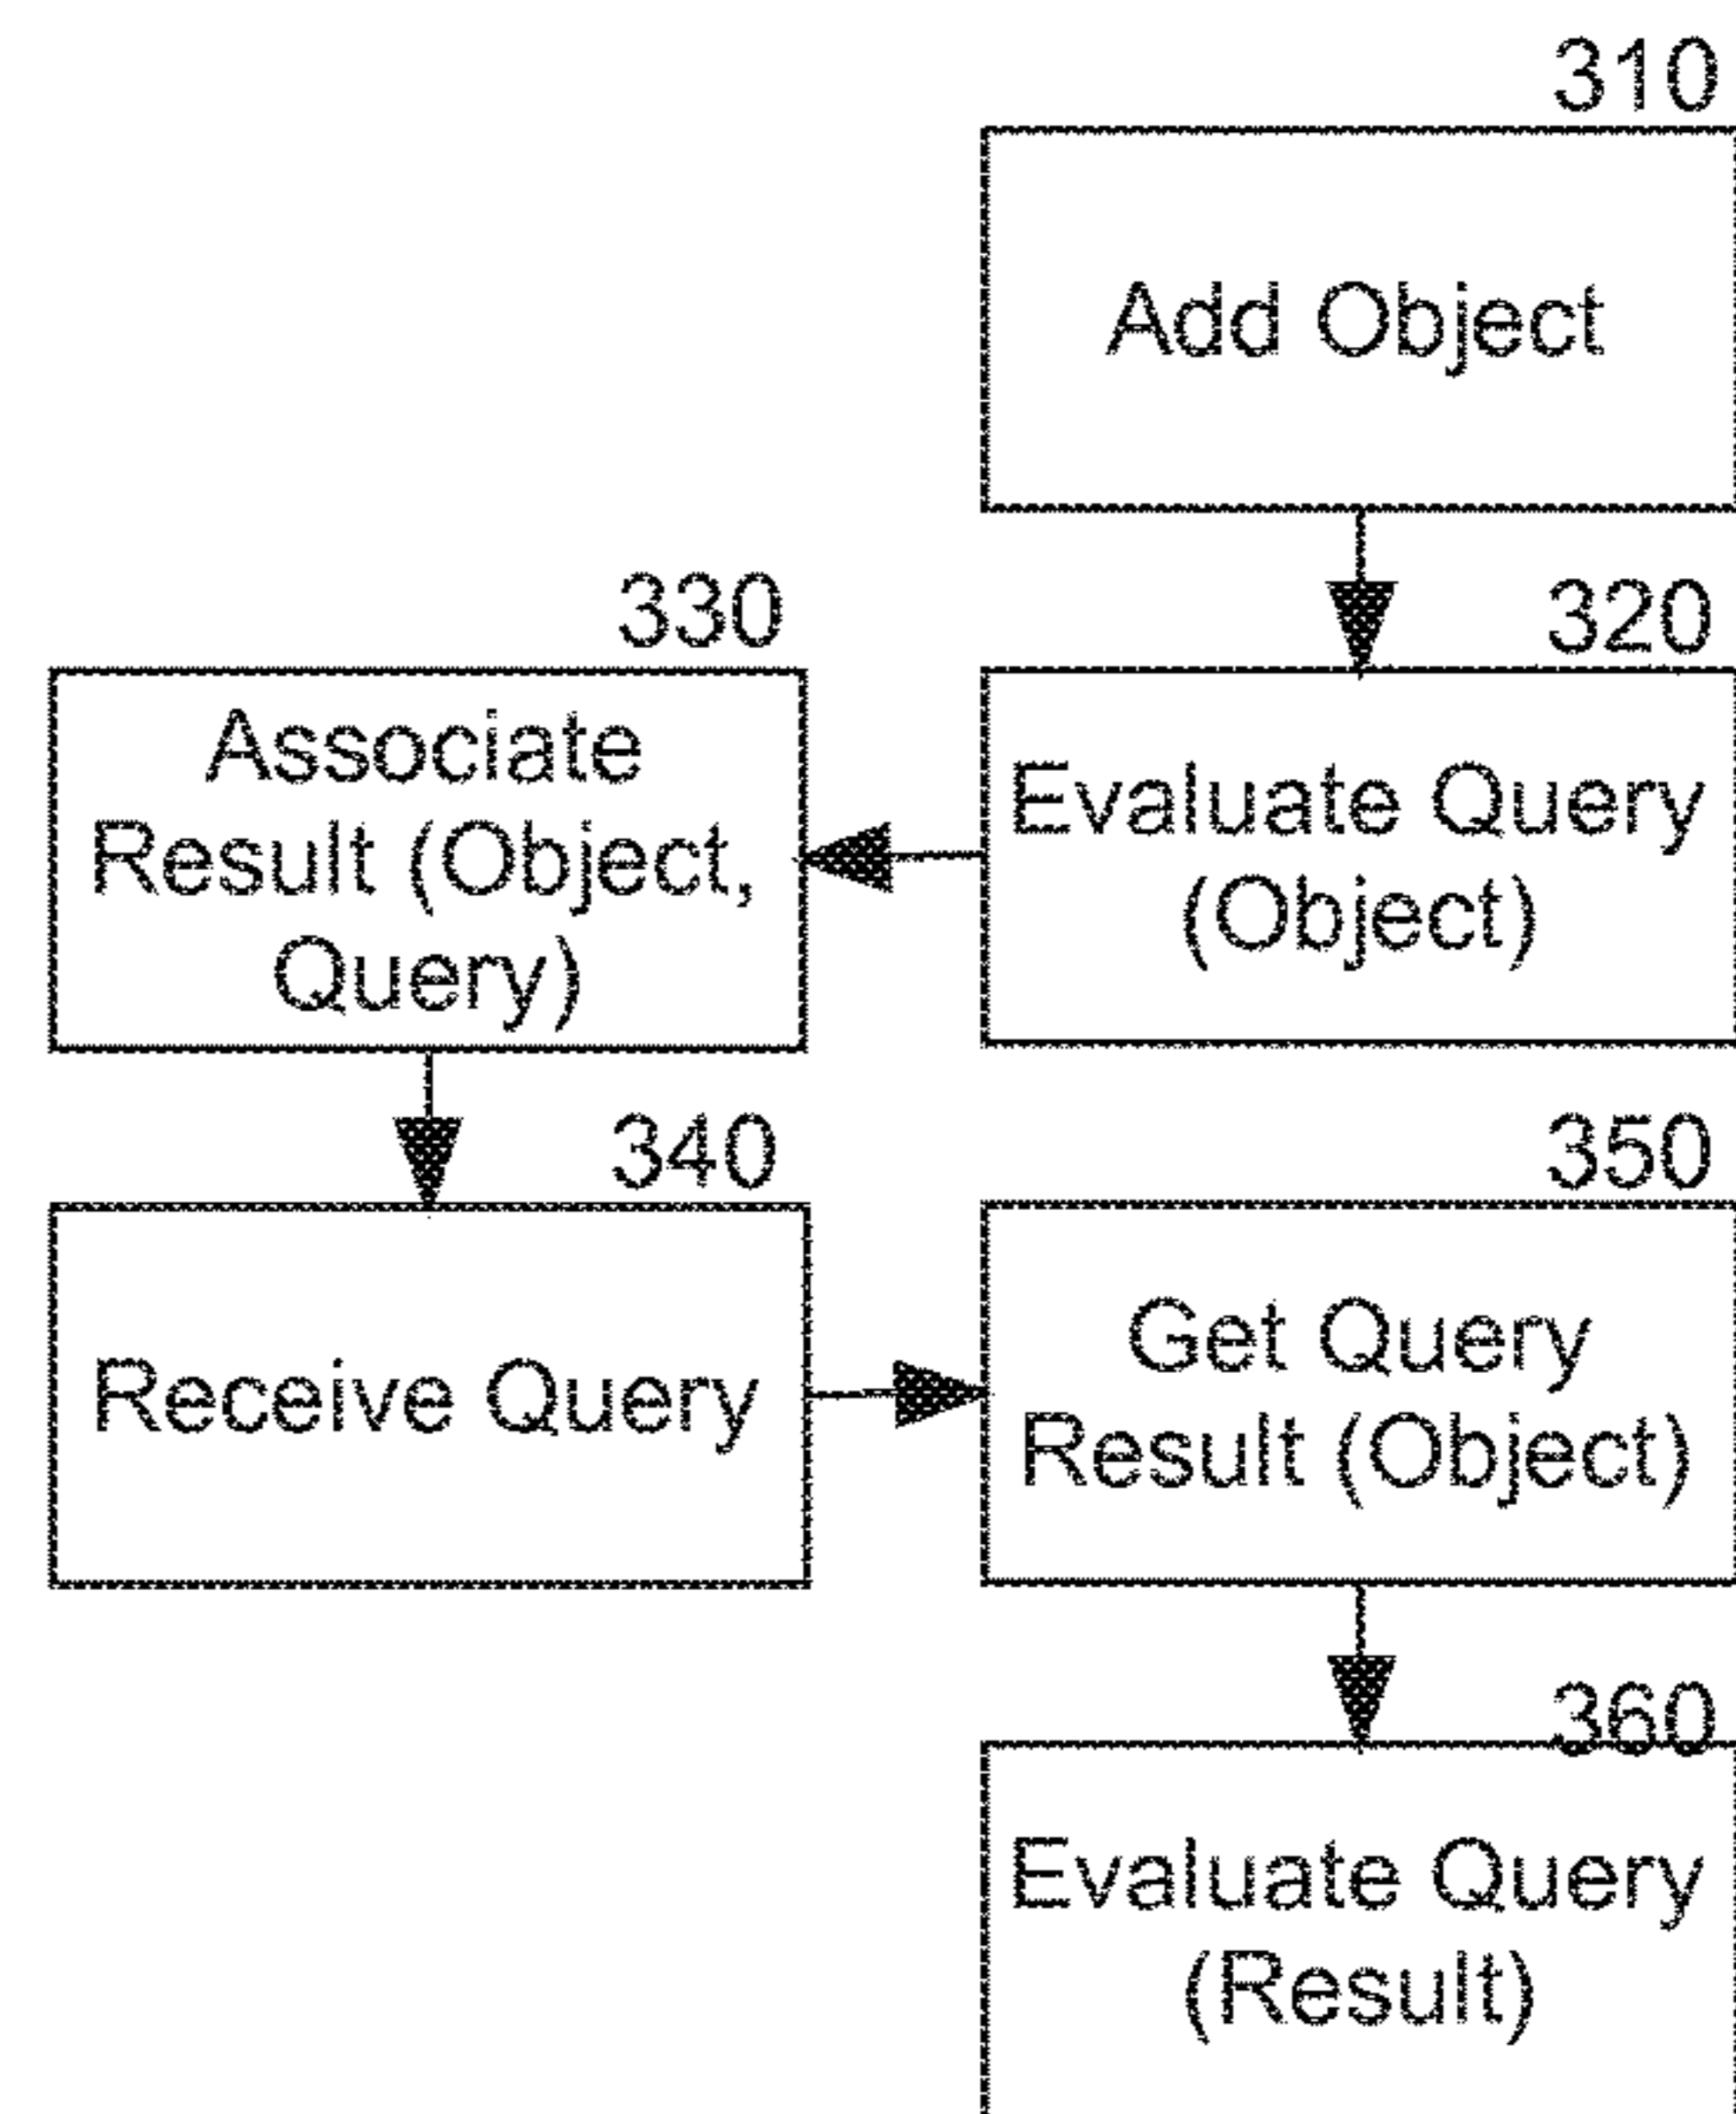 310
Add Object
320
Evaluate Query
(Object)
330
Associate
Result (Object,
Query)
340
Receive Query
350
Get Query
Result (Object)
360
Evaluate Query
(Result)